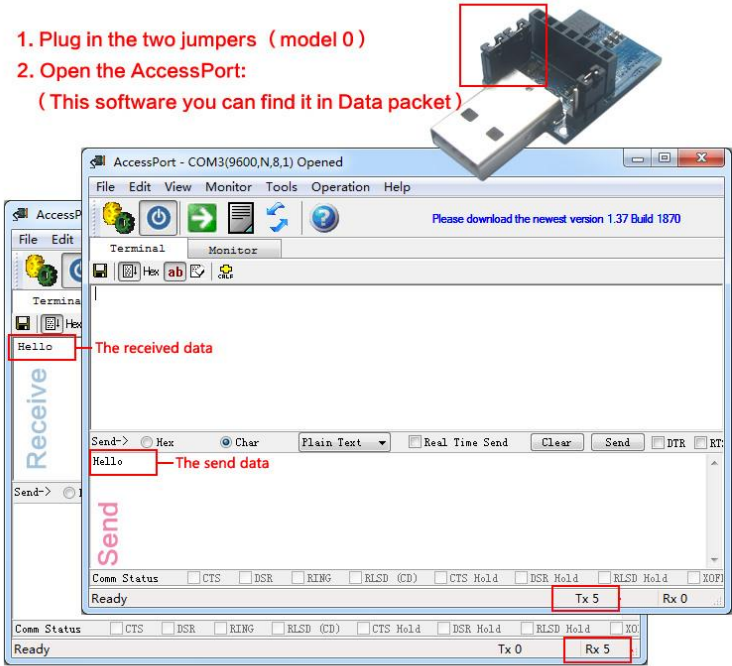 1. Plug in the two jumpers （model 0）
2. Open the AccessPort:
（This software you can find it in Data packet）
AccessPort - COM3(9600,N,8,1) Opened
File Edit View Monitor Tools Operation Help
Please download the newest version 1.37 Build 1870
Terminal Monitor
Hex ab CRLF
AccessP
File Edit
Termina
Hex
Hello
The received data
Receive
Send-> Hex Char Plain Text Real Time Send Clear Send DTR RTS
Hello
The send data
Send
Comm Status CTS DSR RING RLSD (CD) CTS Hold DSR Hold RLSD Hold XOFF
Ready Tx 5 Rx 0
Send->
Comm Status CTS DSR RING RLSD (CD) CTS Hold DSR Hold RLSD Hold XO
Ready Tx 0 Rx 5